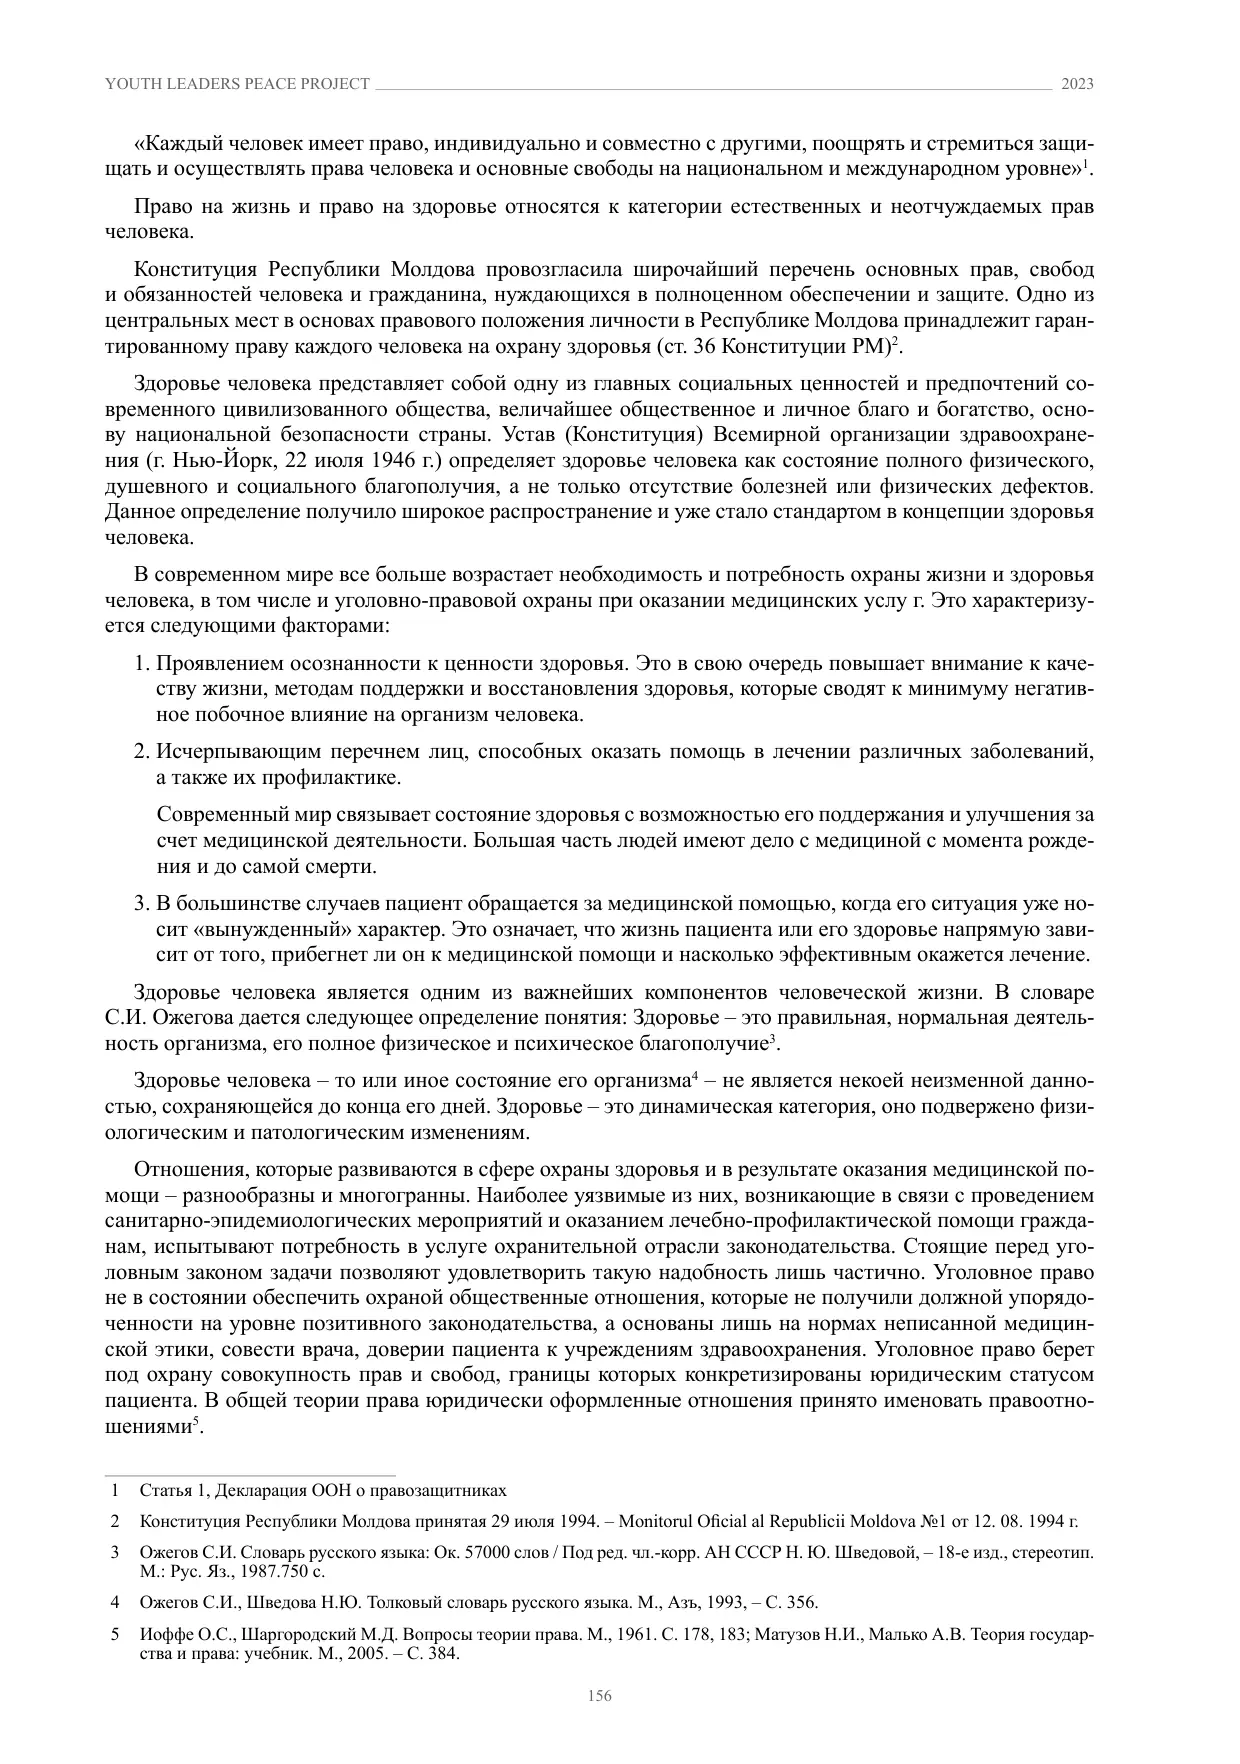 YOUTH LEADERS PEACE PROJECT 2023
«Каждый человек имеет право, индивидуально и совместно с другими, поощрять и стремиться защи-
щать и осуществлять права человека и основные свободы на национальном и международном уровне»1.
Право на жизнь и право на здоровье относятся к категории естественных и неотчуждаемых прав
человека.
Конституция Республики Молдова провозгласила широчайший перечень основных прав, свобод
и обязанностей человека и гражданина, нуждающихся в полноценном обеспечении и защите. Одно из
центральных мест в основах правового положения личности в Республике Молдова принадлежит гаран-
тированному праву каждого человека на охрану здоровья (ст. 36 Конституции РМ)2.
Здоровье человека представляет собой одну из главных социальных ценностей и предпочтений со-
временного цивилизованного общества, величайшее общественное и личное благо и богатство, осно-
ву национальной безопасности страны. Устав (Конституция) Всемирной организации здравоохране-
ния (г. Нью-Йорк, 22 июля 1946 г.) определяет здоровье человека как состояние полного физического,
душевного и социального благополучия, а не только отсутствие болезней или физических дефектов.
Данное определение получило широкое распространение и уже стало стандартом в концепции здоровья
человека.
В современном мире все больше возрастает необходимость и потребность охраны жизни и здоровья
человека, в том числе и уголовно-правовой охраны при оказании медицинских услу г. Это характеризу-
ется следующими факторами:
1. Проявлением осознанности к ценности здоровья. Это в свою очередь повышает внимание к каче-
ству жизни, методам поддержки и восстановления здоровья, которые сводят к минимуму негатив-
ное побочное влияние на организм человека.
2. Исчерпывающим перечнем лиц, способных оказать помощь в лечении различных заболеваний,
а также их профилактике.
Современный мир связывает состояние здоровья с возможностью его поддержания и улучшения за
счет медицинской деятельности. Большая часть людей имеют дело с медициной с момента рожде-
ния и до самой смерти.
3. В большинстве случаев пациент обращается за медицинской помощью, когда его ситуация уже но-
сит «вынужденный» характер. Это означает, что жизнь пациента или его здоровье напрямую зави-
сит от того, прибегнет ли он к медицинской помощи и насколько эффективным окажется лечение.
Здоровье человека является одним из важнейших компонентов человеческой жизни. В словаре
С.И. Ожегова дается следующее определение понятия: Здоровье – это правильная, нормальная деятель-
ность организма, его полное физическое и психическое благополучие3.
Здоровье человека – то или иное состояние его организма4 – не является некоей неизменной данно-
стью, сохраняющейся до конца его дней. Здоровье – это динамическая категория, оно подвержено физи-
ологическим и патологическим изменениям.
Отношения, которые развиваются в сфере охраны здоровья и в результате оказания медицинской по-
мощи – разнообразны и многогранны. Наиболее уязвимые из них, возникающие в связи с проведением
санитарно-эпидемиологических мероприятий и оказанием лечебно-профилактической помощи гражда-
нам, испытывают потребность в услуге охранительной отрасли законодательства. Стоящие перед уго-
ловным законом задачи позволяют удовлетворить такую надобность лишь частично. Уголовное право
не в состоянии обеспечить охраной общественные отношения, которые не получили должной упорядо-
ченности на уровне позитивного законодательства, а основаны лишь на нормах неписанной медицин-
ской этики, совести врача, доверии пациента к учреждениям здравоохранения. Уголовное право берет
под охрану совокупность прав и свобод, границы которых конкретизированы юридическим статусом
пациента. В общей теории права юридически оформленные отношения принято именовать правоотно-
шениями5.
1 Статья 1, Декларация ООН о правозащитниках
2 Конституция Республики Молдова принятая 29 июля 1994. – Monitorul Oficial al Republicii Moldova №1 от 12. 08. 1994 г.
3 Ожегов С.И. Словарь русского языка: Ок. 57000 слов / Под ред. чл.-корр. АН СССР Н. Ю. Шведовой, – 18-е изд., стереотип.
М.: Рус. Яз., 1987.750 с.
4 Ожегов С.И., Шведова Н.Ю. Толковый словарь русского языка. М., Азъ, 1993, – С. 356.
5 Иоффе О.С., Шаргородский М.Д. Вопросы теории права. М., 1961. С. 178, 183; Матузов Н.И., Малько А.В. Теория государ-
ства и права: учебник. М., 2005. – С. 384.
156